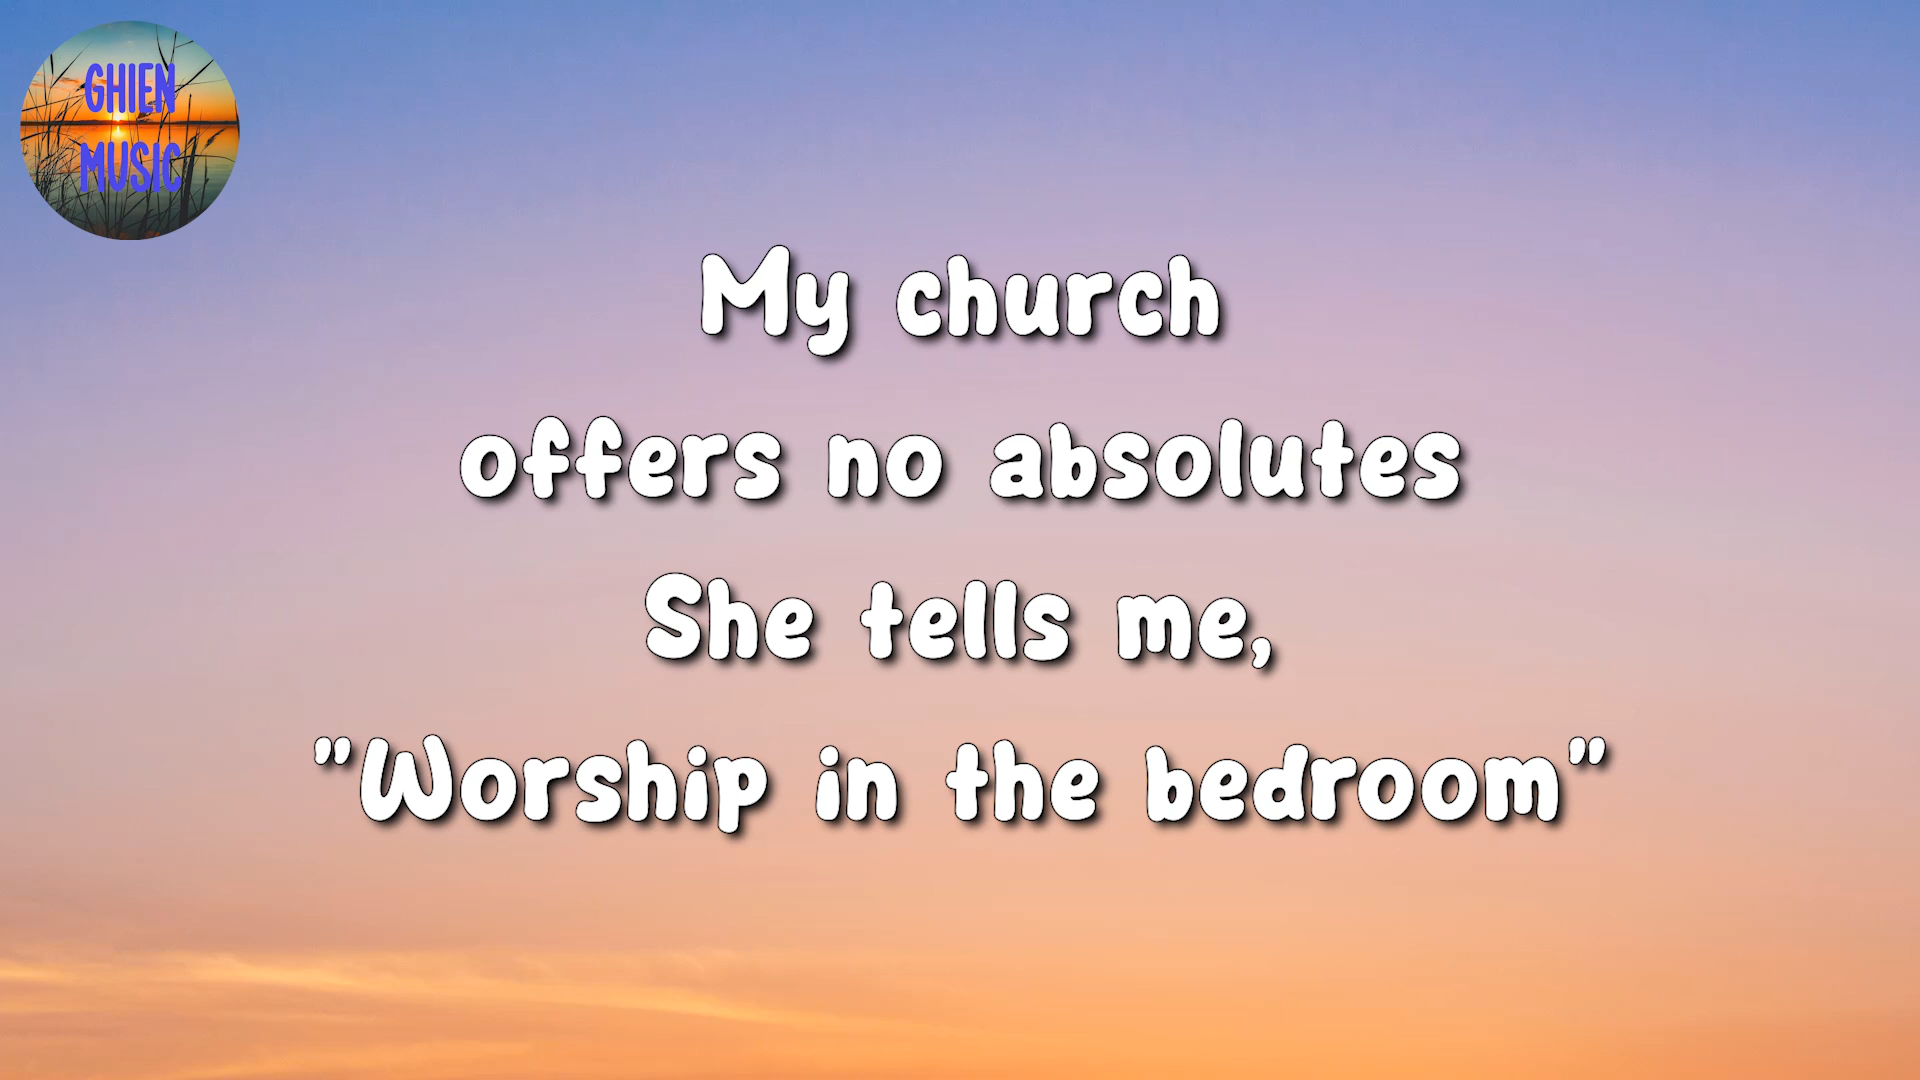 GHIEN
MUSIC
My church
offers no absolutes
She tells me,
"Worship in the bedroom"